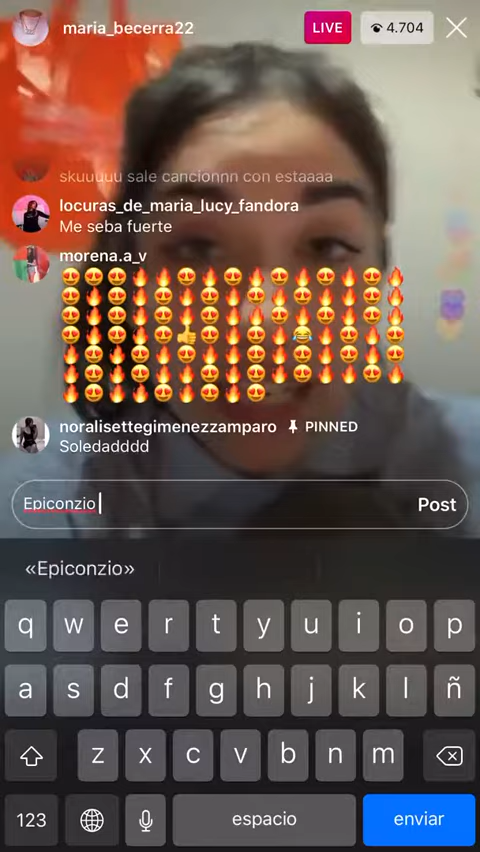 maria_becerra22
LIVE
4.704
skuuuuu sale cancionnn con estaaaa
locuras_de_maria_lucy_fandora
Me seba fuerte
morena.a_v
noralisettegimenezzamparo PINNED
Soledadddd
Epiconzio
Post
«Epiconzio»
q w e r t y u i o p
a s d f g h j k l ñ
z x c v b n m
123 espacio enviar